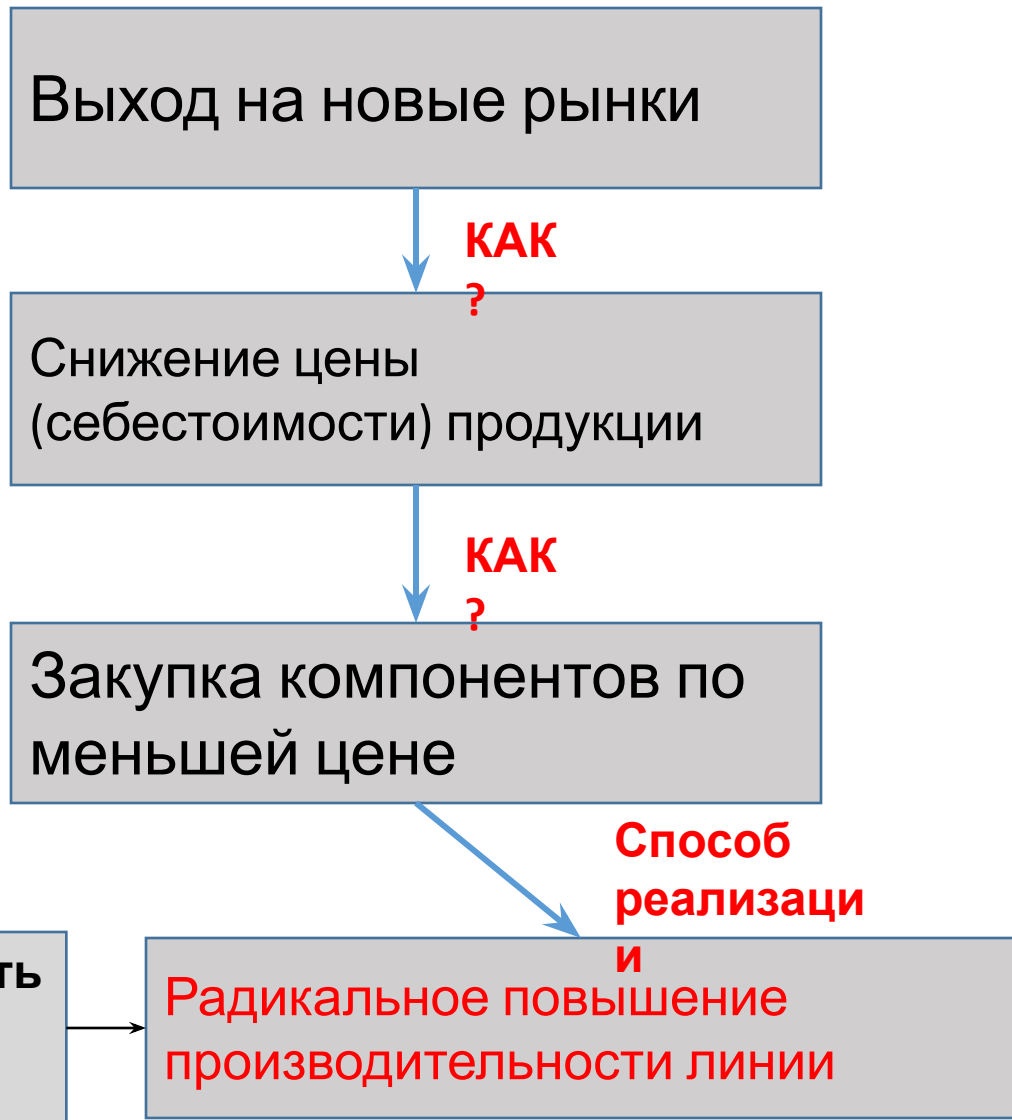 Выход на новые рынки
КАК
?
Снижение цены
(себестоимости) продукции
КАК
?
Закупка компонентов по
меньшей цене
Способ
реализаци
и
ть
Радикальное повышение
производительности линии